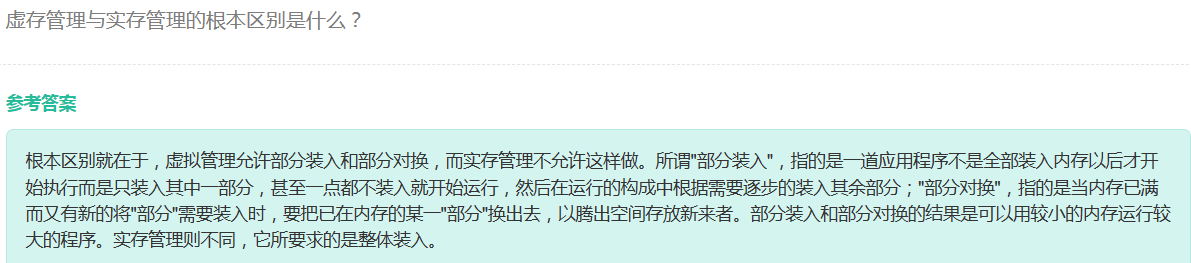 虚存管理与实存管理的根本区别是什么？
参考答案
根本区别就在于，虚拟管理允许部分装入和部分对换，而实存管理不允许这样做。所谓"部分装入"，指的是一道应用程序不是全部装入内存以后才开
始执行而是只装入其中一部分，甚至一点都不装入就开始运行，然后在运行的构成中根据需要逐步的装入其余部分；"部分对换"，指的是当内存已满
而又有新的将"部分"需要装入时，要把已在内存的某一"部分"换出去，以腾出空间存放新来者。部分装入和部分对换的结果是可以用较小的内存运行较
大的程序。实存管理则不同，它所要求的是整体装入。